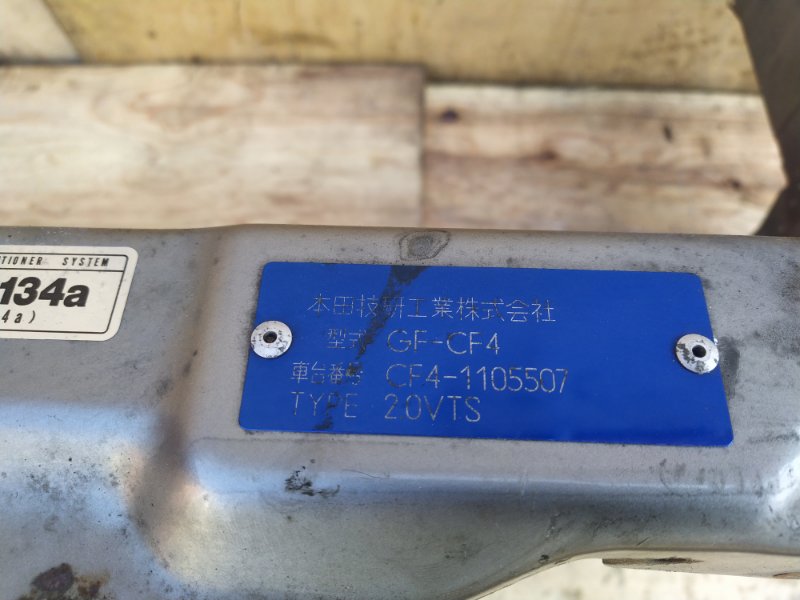 TIONER SYSTEM
134a
4a)
本田技研工業株式会社
型式 GF-CF4
車台番号 CF4-1105507
TYPE 2.0VTS